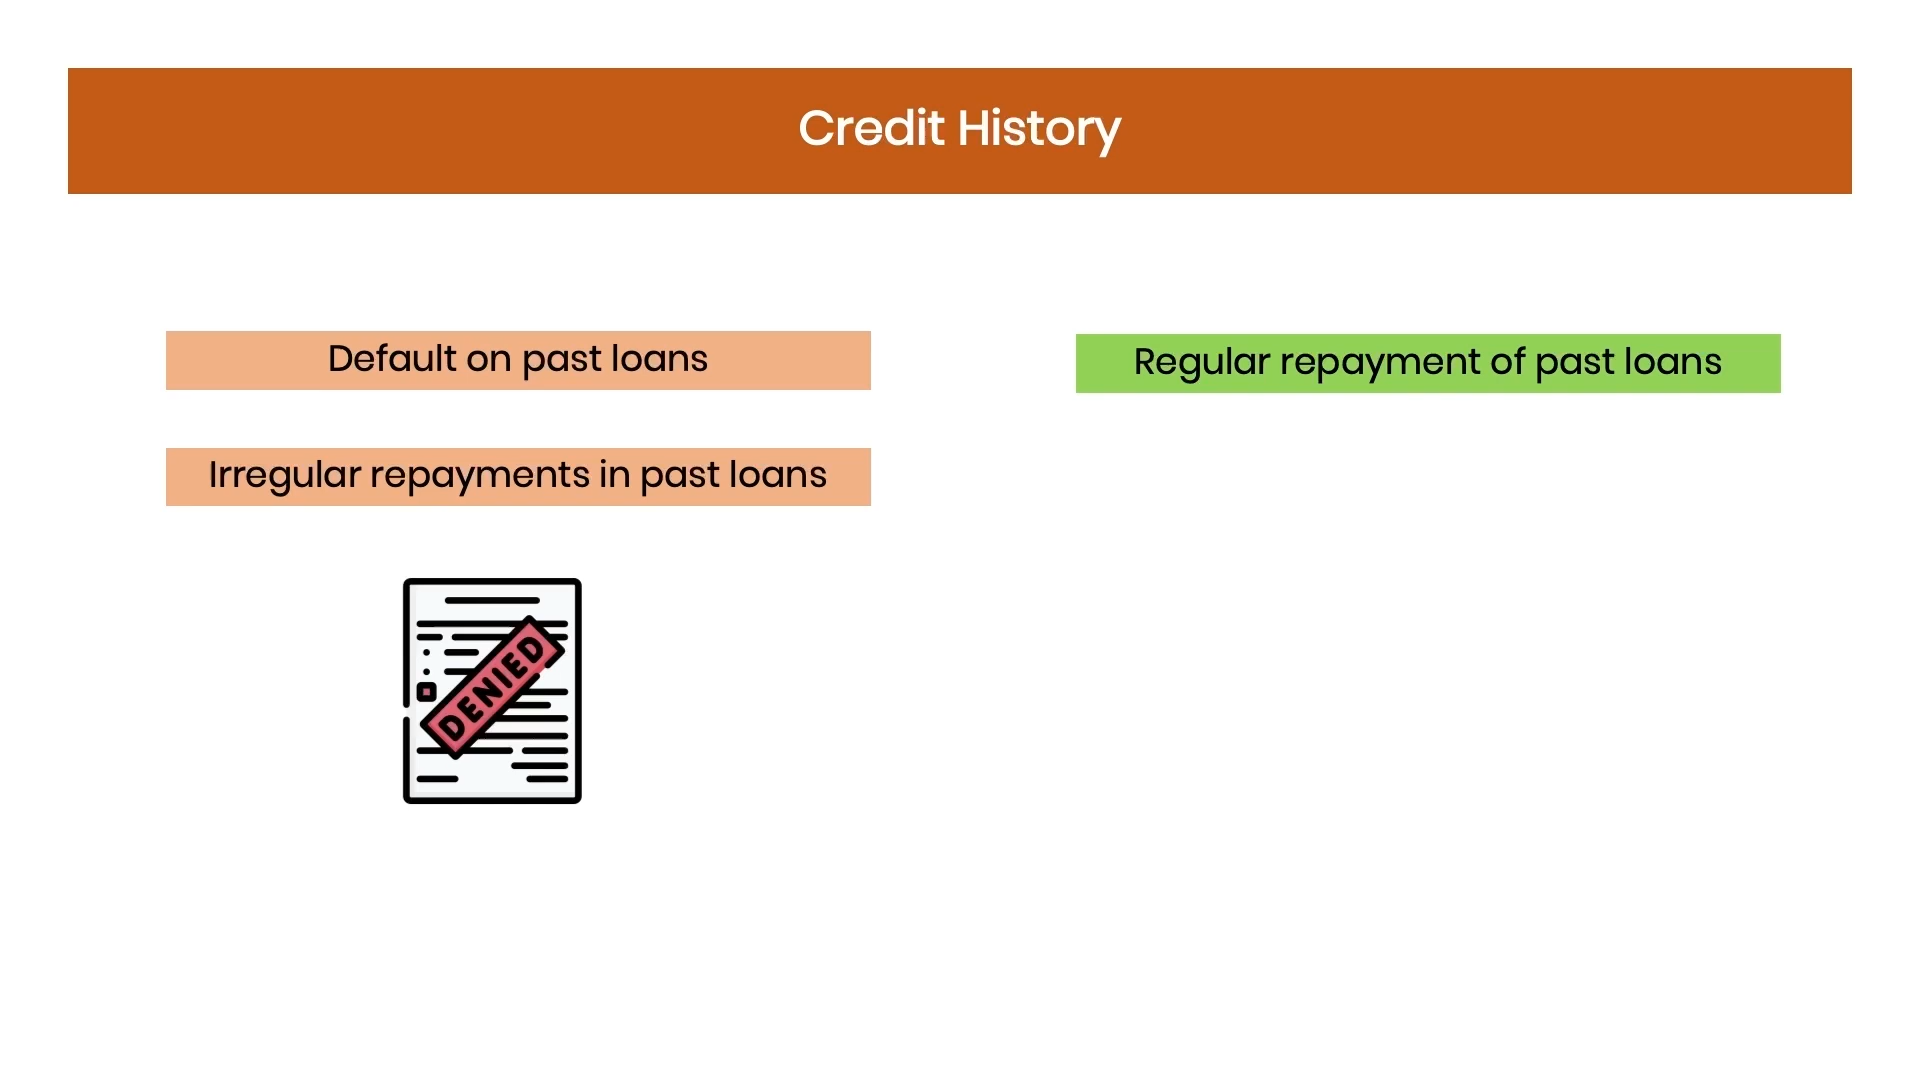 Credit History
Default on past loans
Irregular repayments in past loans
DENIED
Regular repayment of past loans